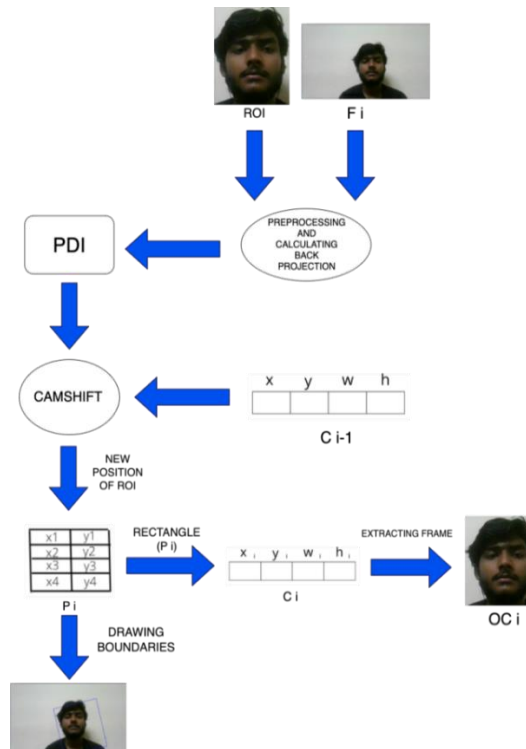 ROI
F i
PREPROCESSING
AND
CALCULATING
BACK
PROJECTION
PDI
CAMSHIFT
x y w h
C i-1
NEW
POSITION
OF ROI
x1 y1
x2 y2
x3 y3
x4 y4
P i
RECTANGLE
(P i)
x i y i w i h i
C i
EXTRACTING FRAME
OC i
DRAWING
BOUNDARIES